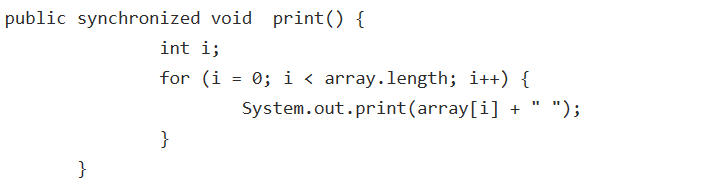 public synchronized void  print() {
int i;
for (i = 0; i < array.length; i++) {
System.out.print(array[i] + " ");
}
}